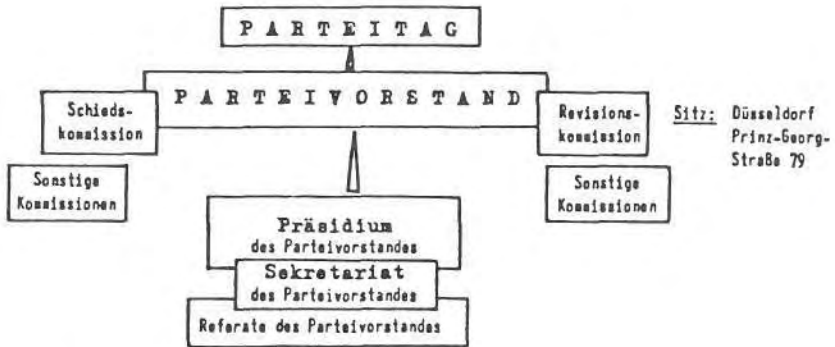 PARTEITAG
PARTEIVORSTAND
Schieds-
kommission
Revisions-
kommission
Sitz: Düsseldorf
Prinz-Georg-
Straße 79
Sonstige
Kommissionen
Sonstige
Kommissionen
Präsidium
des Parteivorstandes
Sekretariat
des Parteivorstandes
Referate des Parteivorstandes